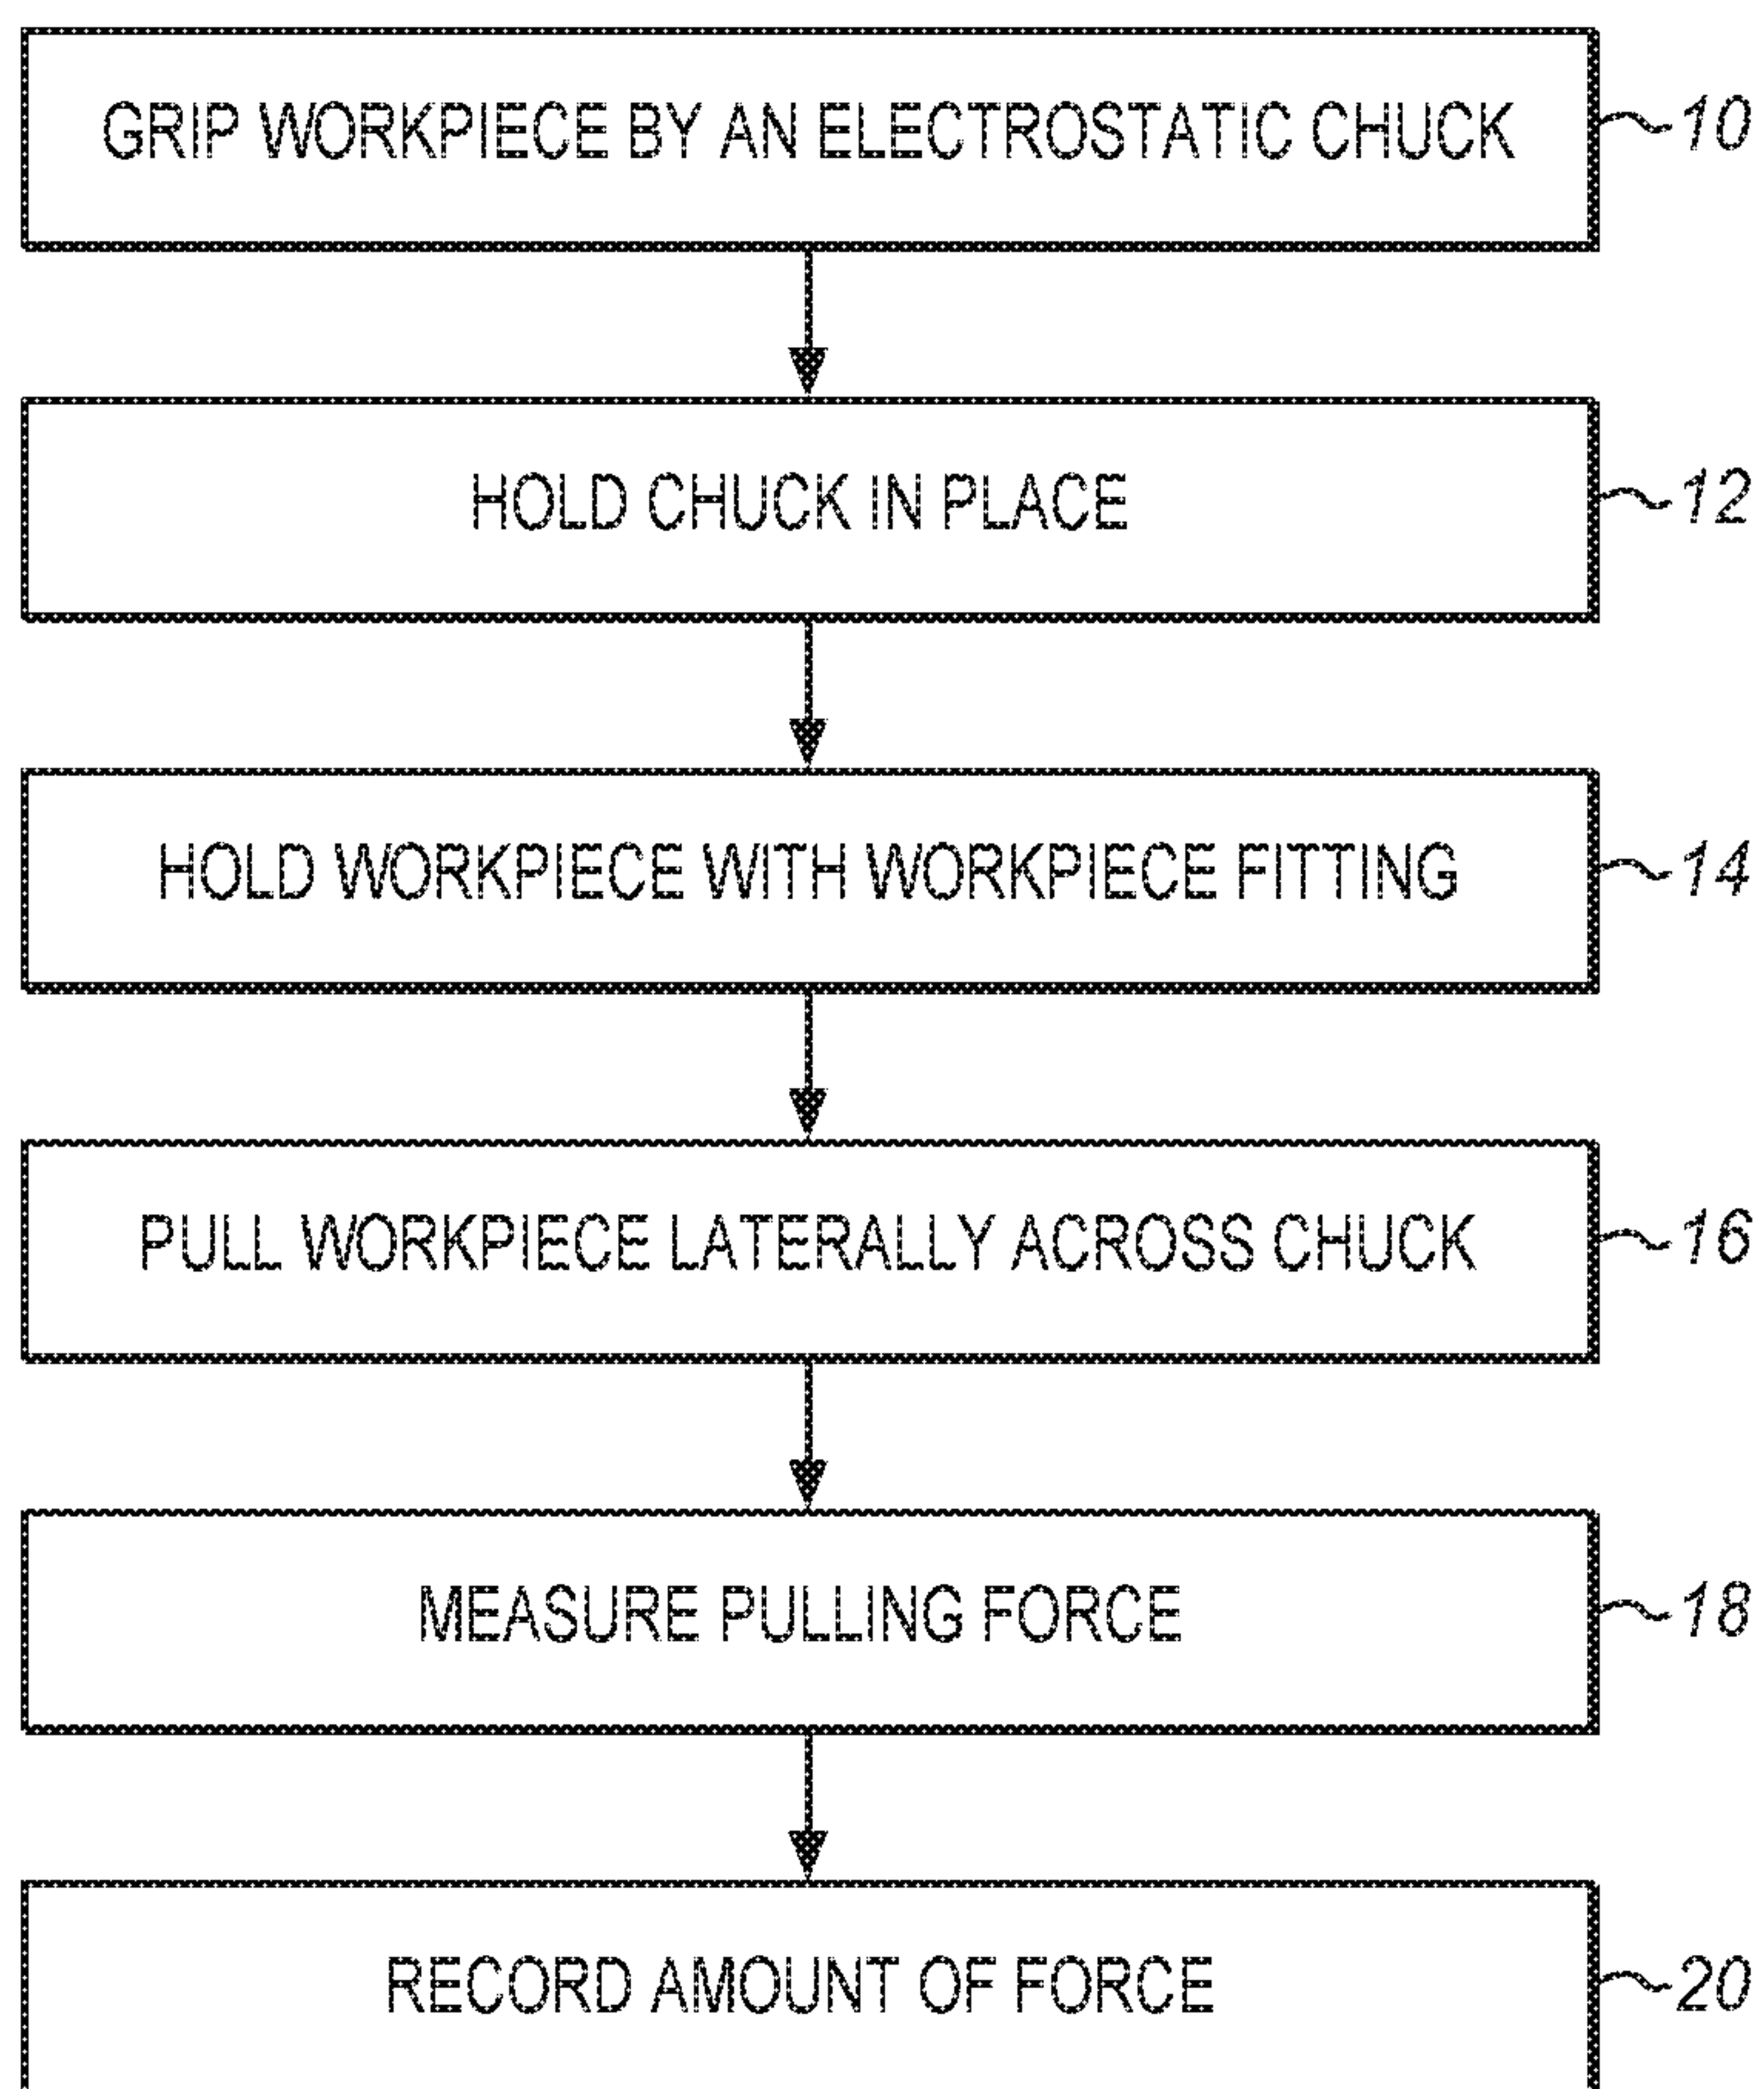 GRIP WORKPIECE BY AN ELECTROSTATIC CHUCK 10
HOLD CHUCK IN PLACE 12
HOLD WORKPIECE WITH WORKPIECE FITTING 14
PULL WORKPIECE LATERALLY ACROSS CHUCK 16
MEASURE PULLING FORCE 18
RECORD AMOUNT OF FORCE 20